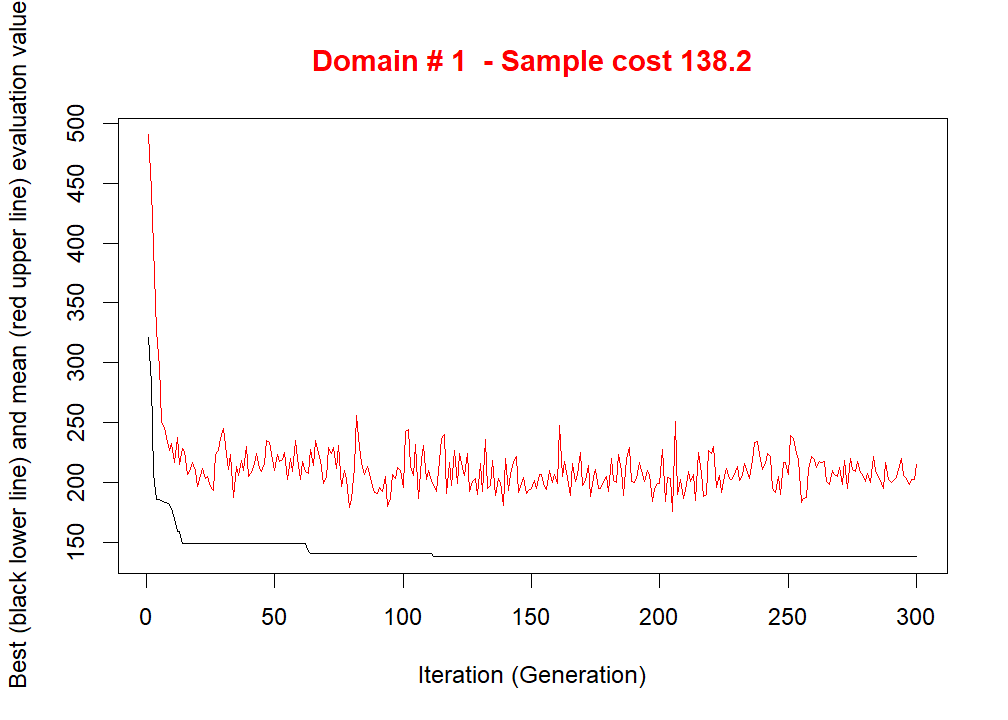 Domain # 1  - Sample cost 138.2
Best (black lower line) and mean (red upper line) evaluation value
500
450
400
350
300
250
200
150
0 50 100 150 200 250 300
Iteration (Generation)